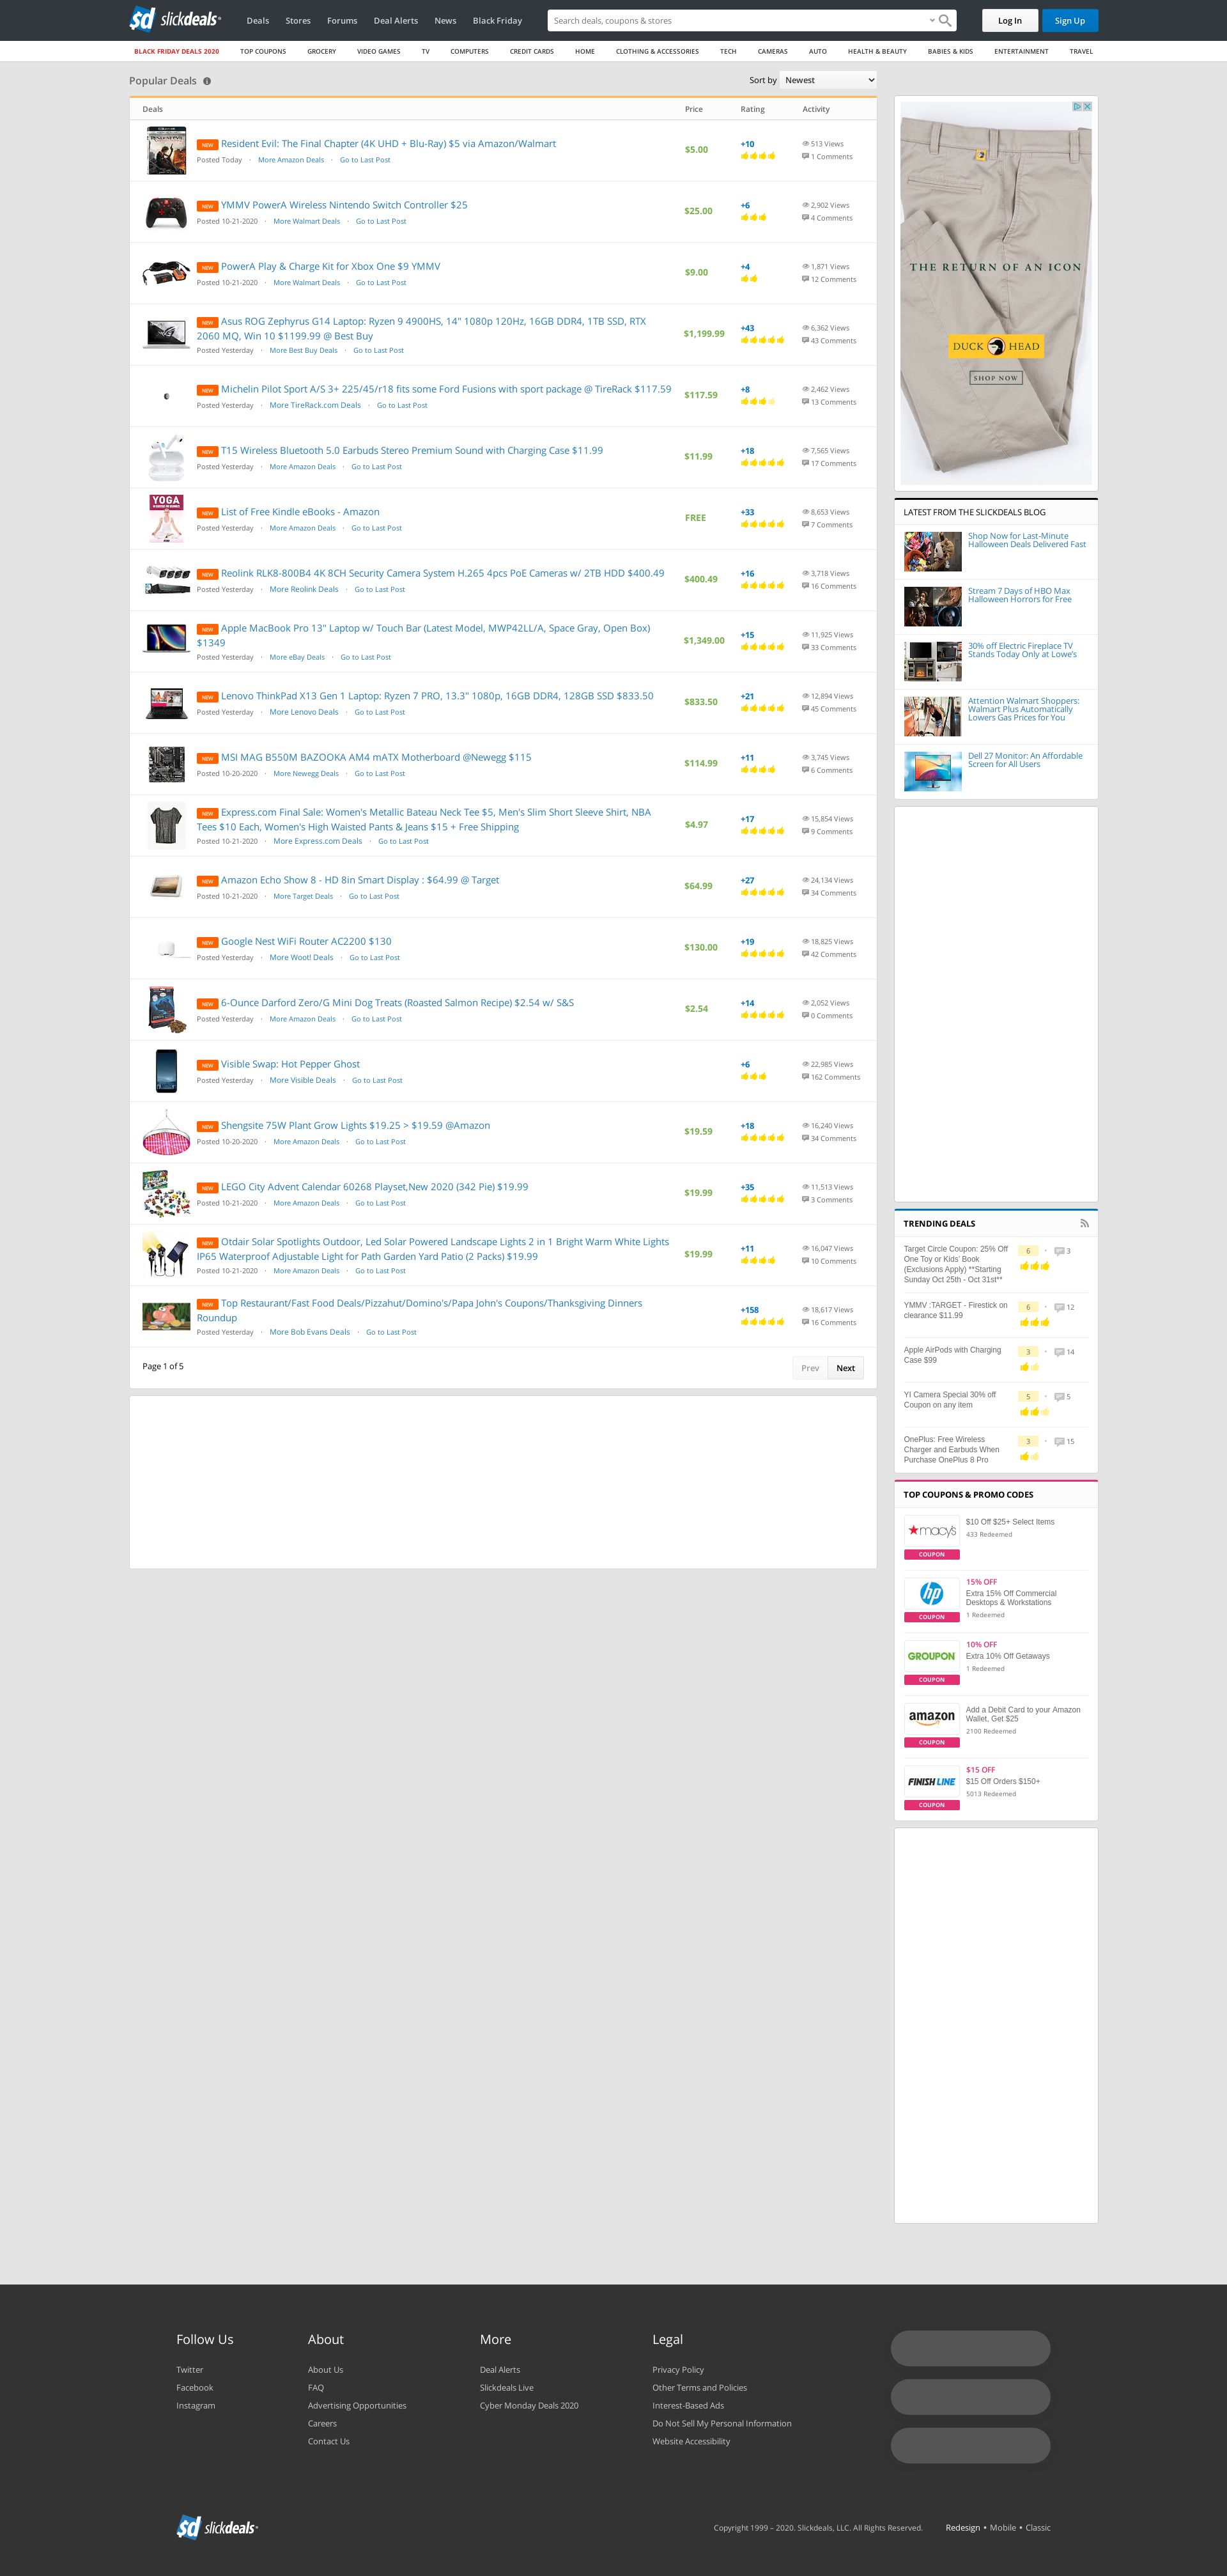 slickdeals
Deals Stores Forums Deal Alerts News Black Friday
Search deals, coupons & stores
Log In Sign Up
BLACK FRIDAY DEALS 2020 TOP COUPONS GROCERY VIDEO GAMES TV COMPUTERS CREDIT CARDS HOME CLOTHING & ACCESSORIES TECH CAMERAS AUTO HEALTH & BEAUTY BABIES & KIDS ENTERTAINMENT TRAVEL
Popular Deals
Sort by Newest
Deals Price Rating Activity
NEW Resident Evil: The Final Chapter (4K UHD + Blu-Ray) $5 via Amazon/Walmart
Posted Today · More Amazon Deals · Go to Last Post
$5.00
+10
513 Views
1 Comments
NEW YMMV PowerA Wireless Nintendo Switch Controller $25
Posted 10-21-2020 · More Walmart Deals · Go to Last Post
$25.00
+6
2,902 Views
4 Comments
NEW PowerA Play & Charge Kit for Xbox One $9 YMMV
Posted 10-21-2020 · More Walmart Deals · Go to Last Post
$9.00
+4
1,871 Views
12 Comments
NEW Asus ROG Zephyrus G14 Laptop: Ryzen 9 4900HS, 14" 1080p 120Hz, 16GB DDR4, 1TB SSD, RTX
2060 MQ, Win 10 $1199.99 @ Best Buy
Posted Yesterday · More Best Buy Deals · Go to Last Post
$1,199.99
+43
6,362 Views
43 Comments
NEW Michelin Pilot Sport A/S 3+ 225/45/r18 fits some Ford Fusions with sport package @ TireRack $117.59
Posted Yesterday · More TireRack.com Deals · Go to Last Post
$117.59
+8
2,462 Views
13 Comments
NEW T15 Wireless Bluetooth 5.0 Earbuds Stereo Premium Sound with Charging Case $11.99
Posted Yesterday · More Amazon Deals · Go to Last Post
$11.99
+18
7,565 Views
17 Comments
YOGA
NEW List of Free Kindle eBooks - Amazon
Posted Yesterday · More Amazon Deals · Go to Last Post
FREE
+33
8,653 Views
7 Comments
NEW Reolink RLK8-800B4 4K 8CH Security Camera System H.265 4pcs PoE Cameras w/ 2TB HDD $400.49
Posted Yesterday · More Reolink Deals · Go to Last Post
$400.49
+16
3,718 Views
16 Comments
NEW Apple MacBook Pro 13" Laptop w/ Touch Bar (Latest Model, MWP42LL/A, Space Gray, Open Box)
$1349
Posted Yesterday · More eBay Deals · Go to Last Post
$1,349.00
+15
11,925 Views
33 Comments
NEW Lenovo ThinkPad X13 Gen 1 Laptop: Ryzen 7 PRO, 13.3" 1080p, 16GB DDR4, 128GB SSD $833.50
Posted Yesterday · More Lenovo Deals · Go to Last Post
$833.50
+21
12,894 Views
45 Comments
NEW MSI MAG B550M BAZOOKA AM4 mATX Motherboard @Newegg $115
Posted 10-20-2020 · More Newegg Deals · Go to Last Post
$114.99
+11
3,745 Views
6 Comments
NEW Express.com Final Sale: Women's Metallic Bateau Neck Tee $5, Men's Slim Short Sleeve Shirt, NBA
Tees $10 Each, Women's High Waisted Pants & Jeans $15 + Free Shipping
Posted 10-21-2020 · More Express.com Deals · Go to Last Post
$4.97
+17
15,854 Views
9 Comments
NEW Amazon Echo Show 8 - HD 8in Smart Display : $64.99 @ Target
Posted 10-21-2020 · More Target Deals · Go to Last Post
$64.99
+27
24,134 Views
34 Comments
NEW Google Nest WiFi Router AC2200 $130
Posted Yesterday · More Woot! Deals · Go to Last Post
$130.00
+19
18,825 Views
42 Comments
NEW 6-Ounce Darford Zero/G Mini Dog Treats (Roasted Salmon Recipe) $2.54 w/ S&S
Posted Yesterday · More Amazon Deals · Go to Last Post
$2.54
+14
2,052 Views
0 Comments
NEW Visible Swap: Hot Pepper Ghost
Posted Yesterday · More Visible Deals · Go to Last Post
+6
22,985 Views
162 Comments
NEW Shengsite 75W Plant Grow Lights $19.25 > $19.59 @Amazon
Posted 10-20-2020 · More Amazon Deals · Go to Last Post
$19.59
+18
16,240 Views
34 Comments
NEW LEGO City Advent Calendar 60268 Playset,New 2020 (342 Pie) $19.99
Posted 10-21-2020 · More Amazon Deals · Go to Last Post
$19.99
+35
11,513 Views
3 Comments
NEW Otdair Solar Spotlights Outdoor, Led Solar Powered Landscape Lights 2 in 1 Bright Warm White Lights
IP65 Waterproof Adjustable Light for Path Garden Yard Patio (2 Packs) $19.99
Posted 10-21-2020 · More Amazon Deals · Go to Last Post
$19.99
+11
16,047 Views
10 Comments
NEW Top Restaurant/Fast Food Deals/Pizzahut/Domino's/Papa John's Coupons/Thanksgiving Dinners
Roundup
Posted Yesterday · More Bob Evans Deals · Go to Last Post
+158
18,617 Views
16 Comments
Page 1 of 5
Prev Next
THE RETURN OF AN ICON
DUCK HEAD
SHOP NOW
LATEST FROM THE SLICKDEALS BLOG
Shop Now for Last-Minute
Halloween Deals Delivered Fast
Stream 7 Days of HBO Max
Halloween Horrors for Free
30% off Electric Fireplace TV
Stands Today Only at Lowe's
Attention Walmart Shoppers:
Walmart Plus Automatically
Lowers Gas Prices for You
Dell 27 Monitor: An Affordable
Screen for All Users
TRENDING DEALS
Target Circle Coupon: 25% Off
One Toy or Kids' Book
(Exclusions Apply) **Starting
Sunday Oct 25th - Oct 31st**
6 · 3
YMMV :TARGET - Firestick on
clearance $11.99
6 · 12
Apple AirPods with Charging
Case $99
3 · 14
YI Camera Special 30% off
Coupon on any item
5 · 5
OnePlus: Free Wireless
Charger and Earbuds When
Purchase OnePlus 8 Pro
3 · 15
TOP COUPONS & PROMO CODES
macy's
COUPON
$10 Off $25+ Select Items
433 Redeemed
hp
COUPON
15% OFF
Extra 15% Off Commercial
Desktops & Workstations
1 Redeemed
GROUPON
COUPON
10% OFF
Extra 10% Off Getaways
1 Redeemed
amazon
COUPON
Add a Debit Card to your Amazon
Wallet, Get $25
2100 Redeemed
FINISH LINE
COUPON
$15 OFF
$15 Off Orders $150+
5013 Redeemed
Follow Us
Twitter
Facebook
Instagram
About
About Us
FAQ
Advertising Opportunities
Careers
Contact Us
More
Deal Alerts
Slickdeals Live
Cyber Monday Deals 2020
Legal
Privacy Policy
Other Terms and Policies
Interest-Based Ads
Do Not Sell My Personal Information
Website Accessibility
slickdeals
Copyright 1999 – 2020. Slickdeals, LLC. All Rights Reserved.
Redesign • Mobile • Classic